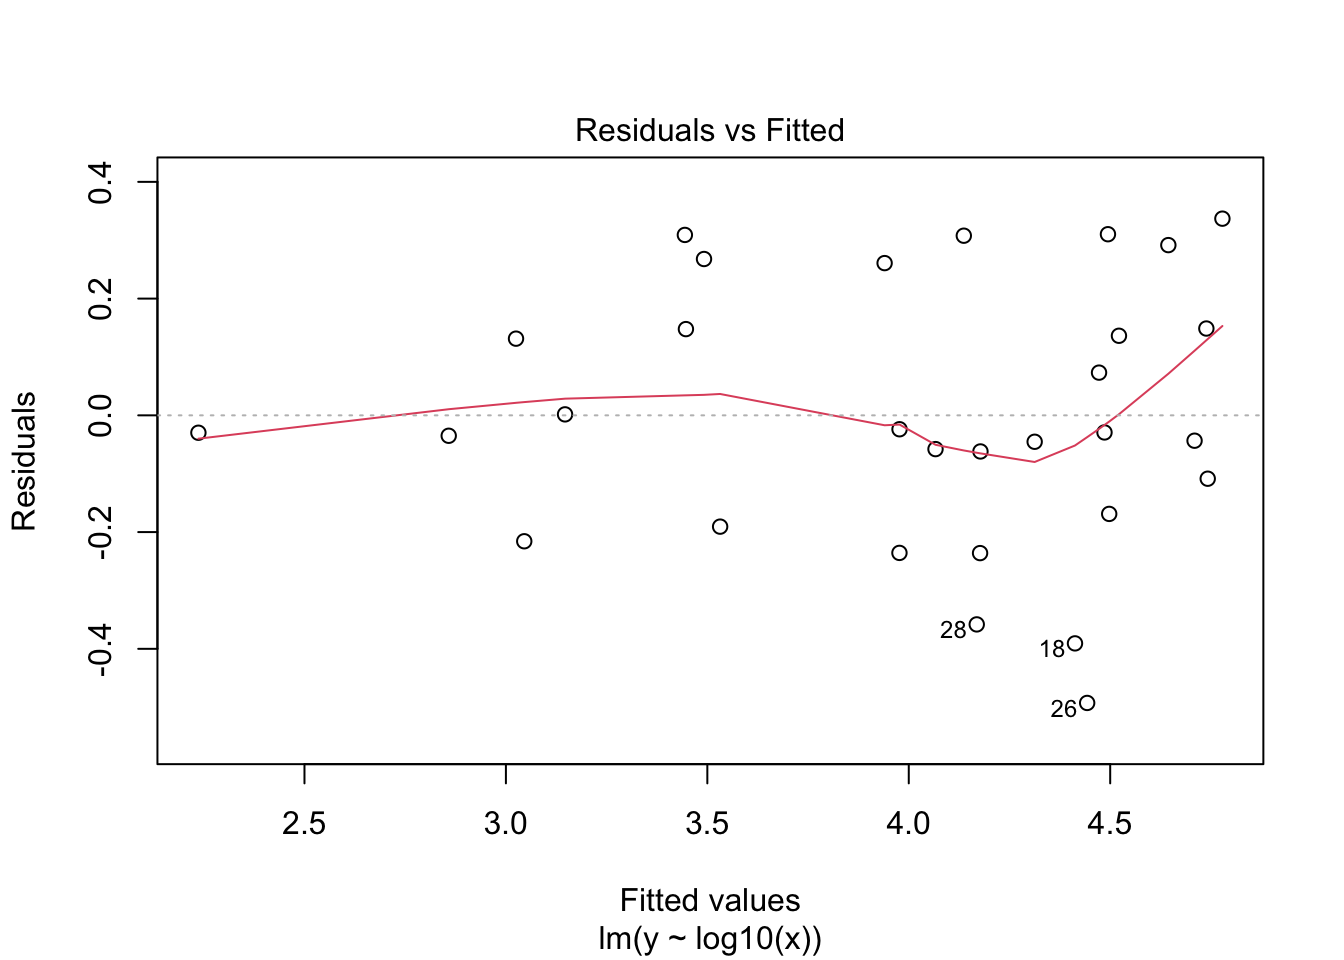 Residuals vs Fitted
Residuals
0.4
0.2
0.0
-0.2
-0.4
28
18
26
2.5 3.0 3.5 4.0 4.5
Fitted values
lm(y ~ log10(x))